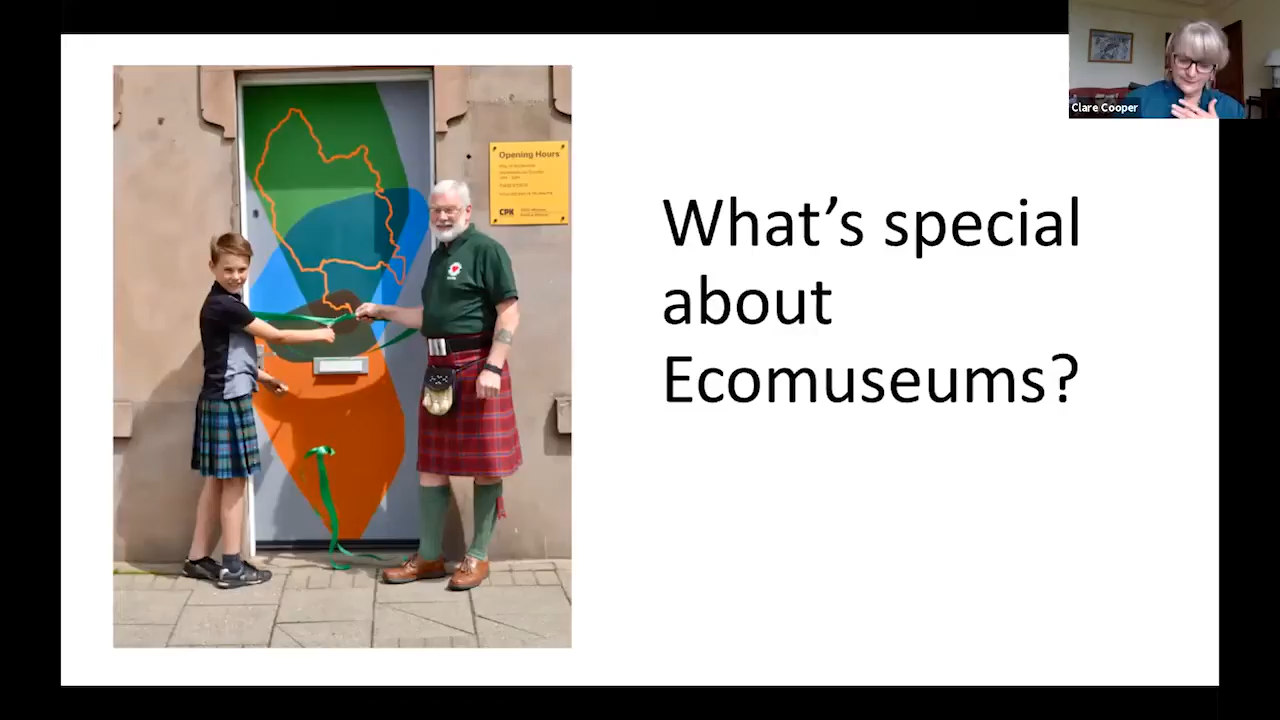 Clare Cooper
Opening Hours
CPK
What's special
about
Ecomuseums?